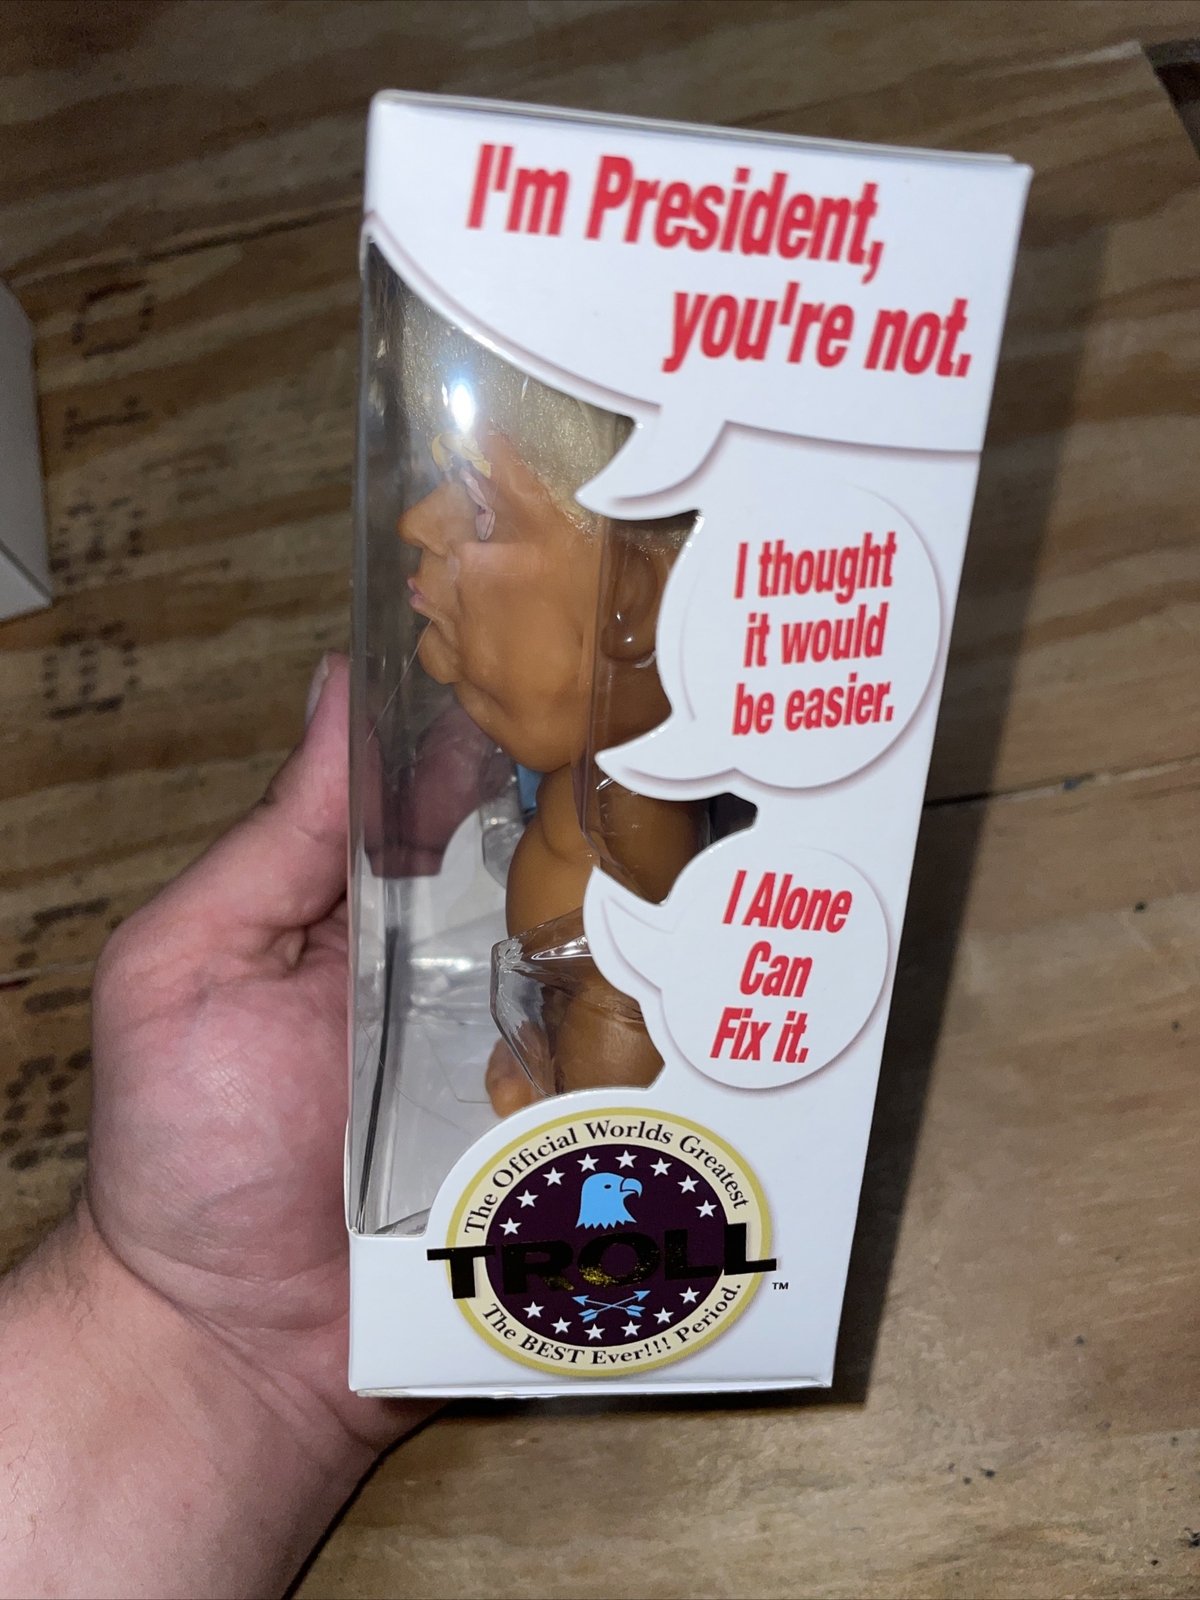 I'm President,
you're not.
I thought
it would
be easier.
I Alone
Can
Fix it.
The Official Worlds Greatest
TROLL
™
The BEST Ever!!! Period.